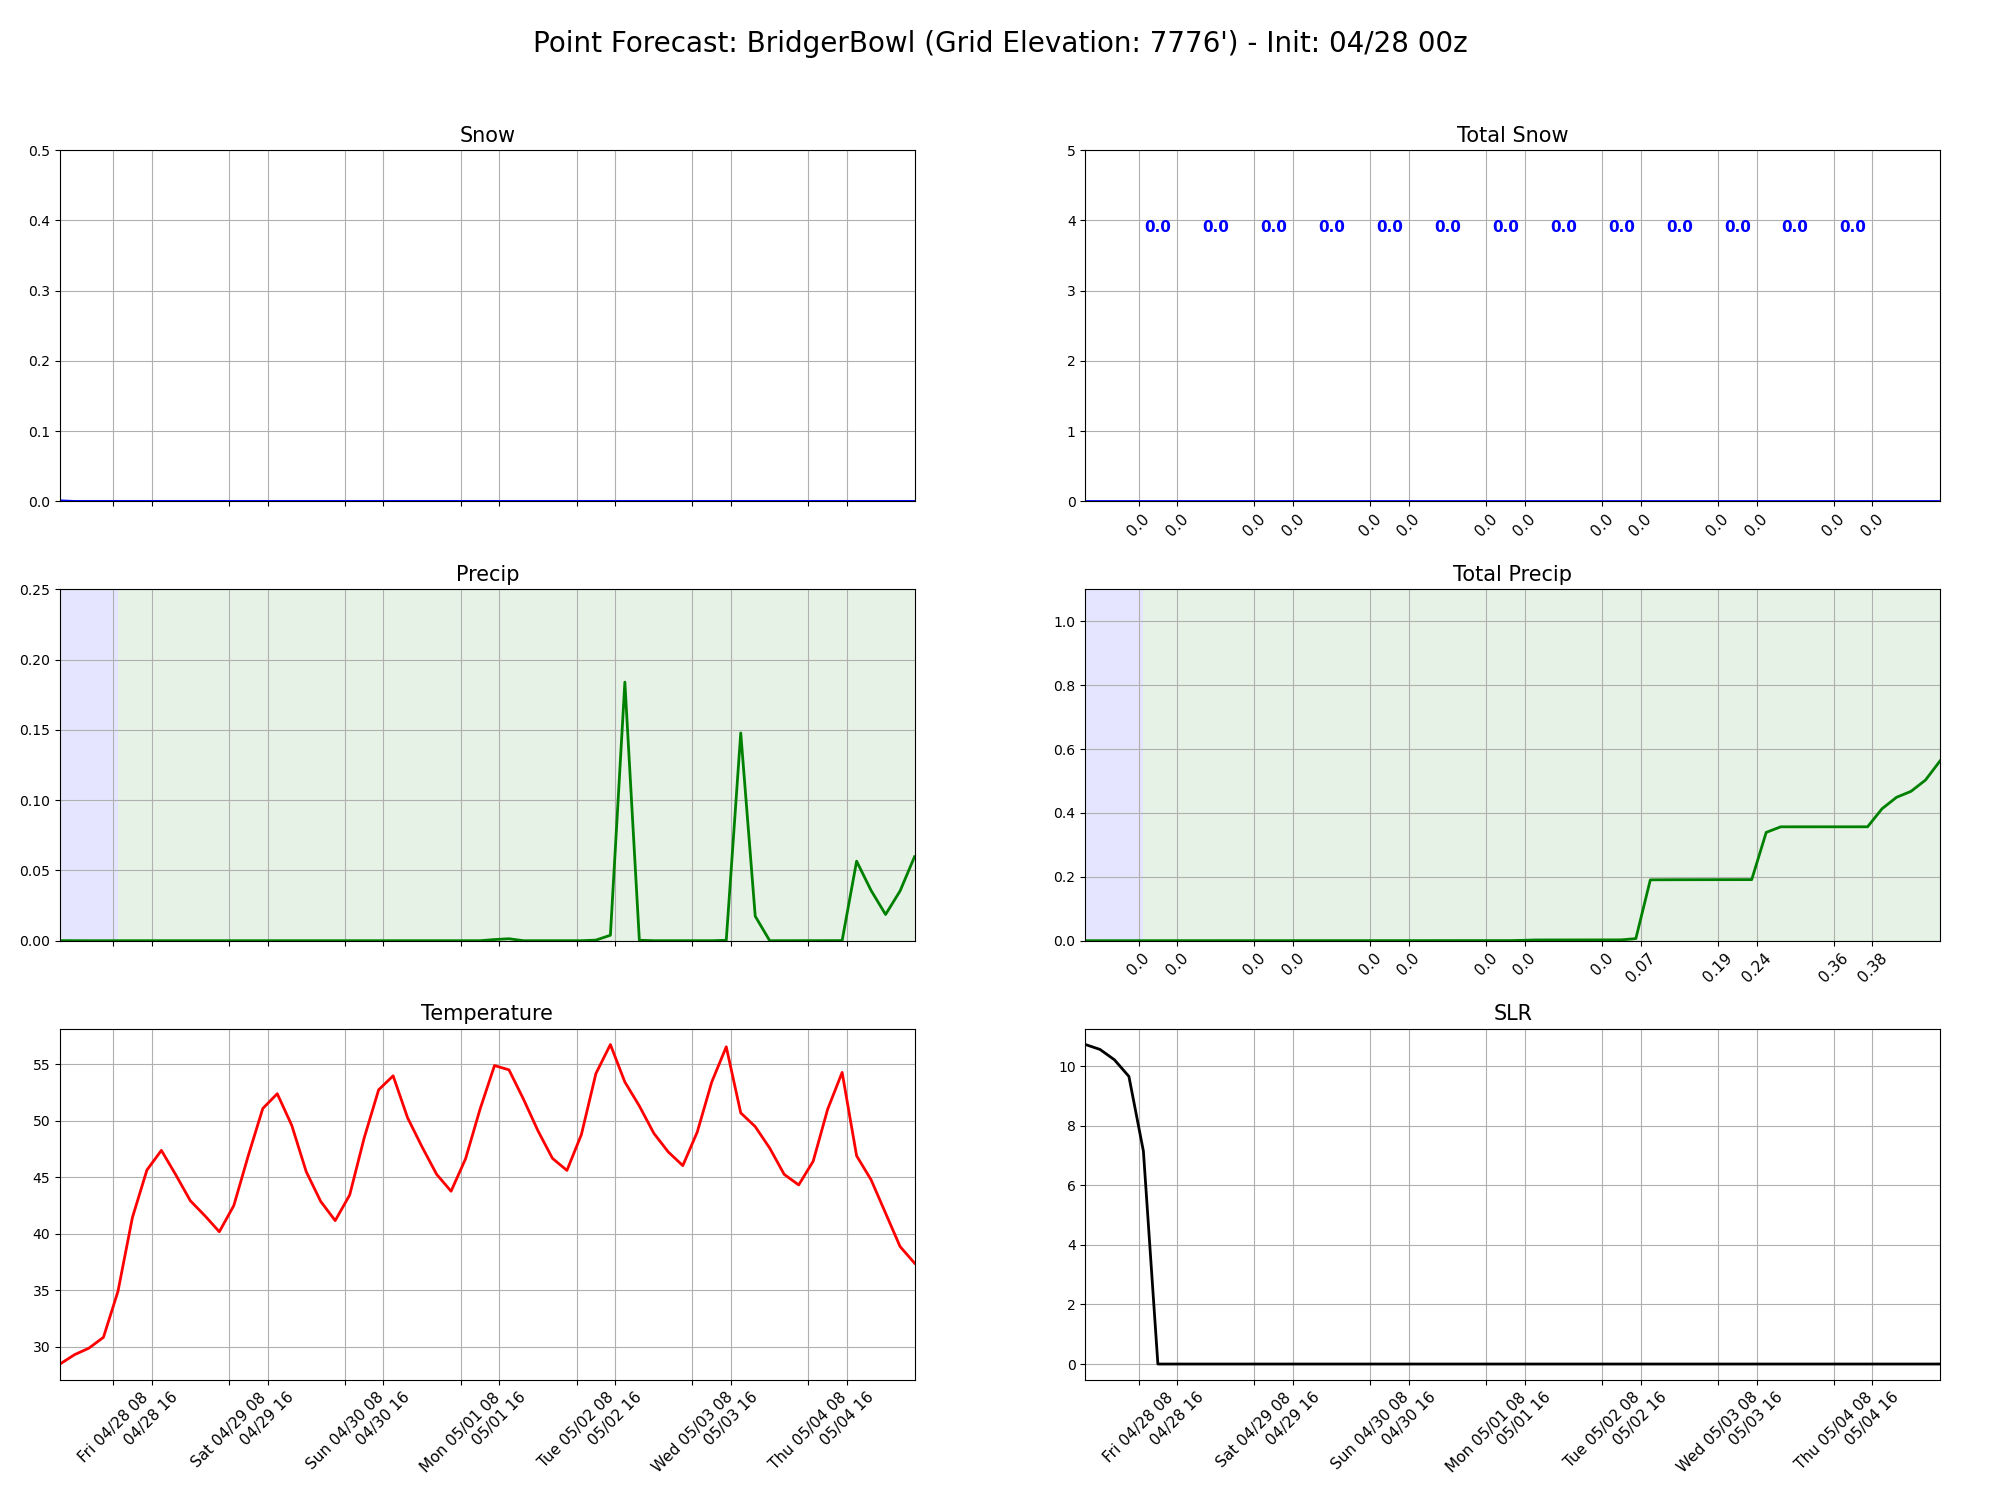 Point Forecast: BridgerBowl (Grid Elevation: 7776') - Init: 04/28 00z
Snow
0.5
0.4
0.3
0.2
0.1
0.0
Total Snow
5
4
3
2
1
0
0.0 0.0 0.0 0.0 0.0 0.0 0.0 0.0 0.0 0.0 0.0 0.0 0.0
0.0 0.0 0.0 0.0 0.0 0.0 0.0 0.0 0.0 0.0 0.0 0.0 0.0 0.0
Precip
0.25
0.20
0.15
0.10
0.05
0.00
Total Precip
1.0
0.8
0.6
0.4
0.2
0.0
0.0 0.0 0.0 0.0 0.0 0.0 0.0 0.0 0.0 0.07 0.19 0.24 0.36 0.38
Temperature
55
50
45
40
35
30
Fri 04/28 08
04/28 16
Sat 04/29 08
04/29 16
Sun 04/30 08
04/30 16
Mon 05/01 08
05/01 16
Tue 05/02 08
05/02 16
Wed 05/03 08
05/03 16
Thu 05/04 08
05/04 16
SLR
10
8
6
4
2
0
Fri 04/28 08
04/28 16
Sat 04/29 08
04/29 16
Sun 04/30 08
04/30 16
Mon 05/01 08
05/01 16
Tue 05/02 08
05/02 16
Wed 05/03 08
05/03 16
Thu 05/04 08
05/04 16